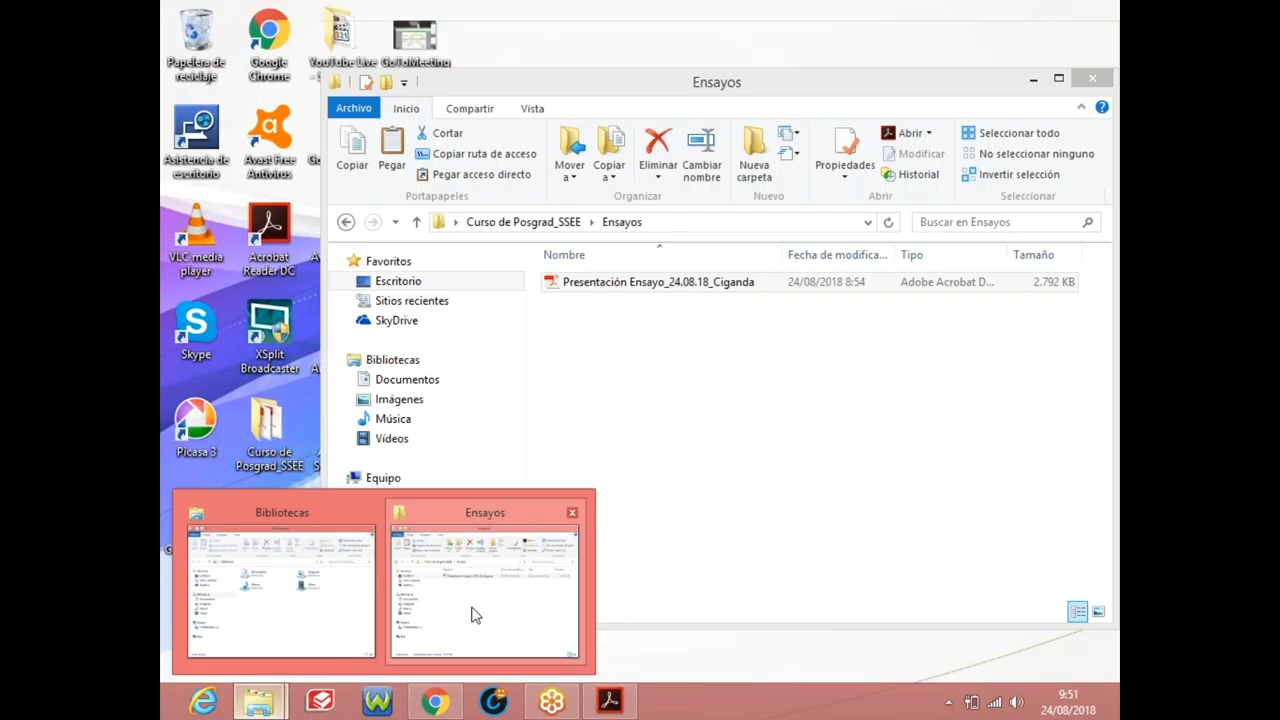 Papelera de reciclaje
Google Chrome
YouTube Live
GoToMeeting
Asistencia de escritorio
Avast Free Antivirus
VLC media player
Acrobat Reader DC
Skype
XSplit Broadcaster
Picasa 3
Curso de Posgrad_SSEE
Ensayos
Archivo Inicio Compartir Vista
Copiar
Pegar
Cortar
Copiar ruta de acceso
Pegar acceso directo
Portapapeles
Mover a
Copiar a
Eliminar
Cambiar nombre
Organizar
Nueva carpeta
Nuevo
Propiedades
Abrir
Modificar
Historial
Abrir
Seleccionar todo
No seleccionar ninguno
Invertir selección
Seleccionar
Curso de Posgrad_SSEE Ensayos
Buscar en Ensayos
Nombre Fecha de modifica... Tipo Tamaño
Presentación Ensayo_24.08.18_Ciganda 24/08/2018 8:54 Adobe Acrobat D... 2.792 KB
Favoritos
Escritorio
Sitios recientes
SkyDrive
Bibliotecas
Documentos
Imágenes
Música
Vídeos
Equipo
Bibliotecas
Ensayos
9:51
24/08/2018